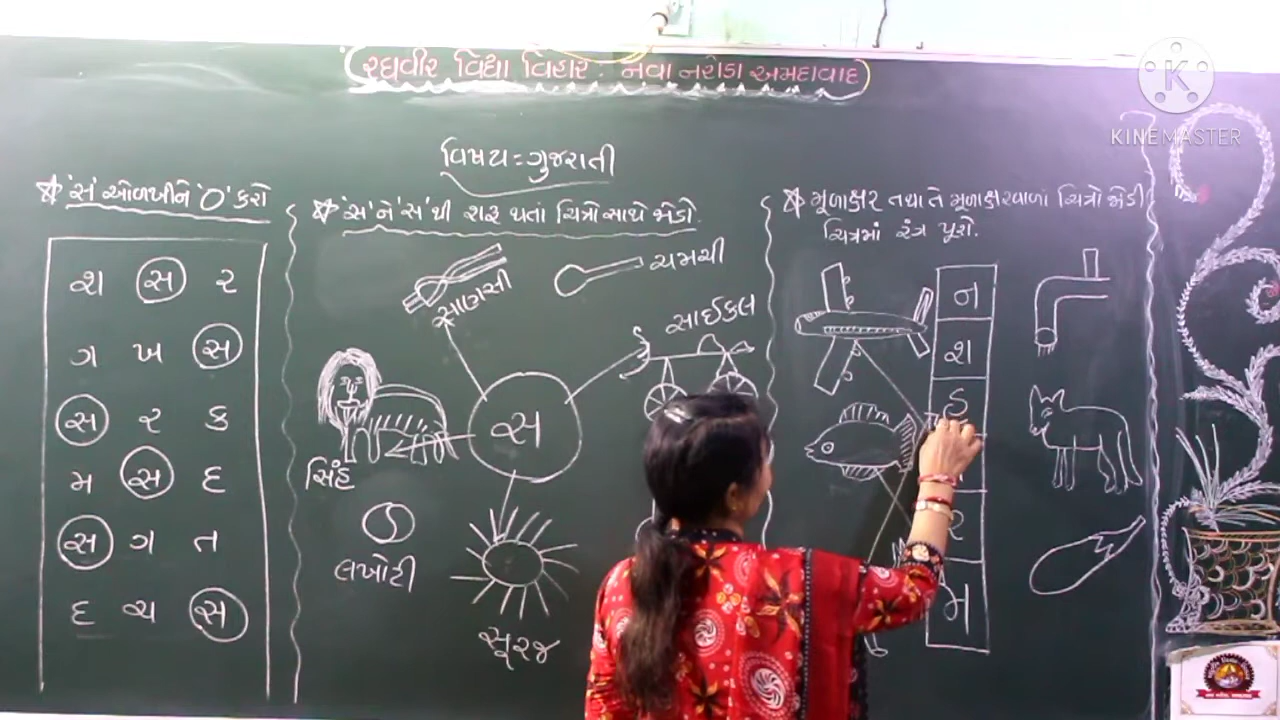 રઘુવીર વિદ્યા વિહાર : નવા નરોડા અમદાવાદ
KINEMASTER
વિષય = ગુજરાતી
'સ' ઓળખીને 'O' કરો
શ સ ર
ગ ખ સ
સ ર ક
મ સ દ
સ ગ ત
દ ચ સ
'સ' ને 'સ' થી શરૂ થતાં ચિત્રો સાથે જોડો.
સાણસી
ચમચી
સાઈકલ
સ
સિંહ
લખોટી
સૂરજ
મૂળાક્ષર તથા તે મૂળાક્ષરવાળાં ચિત્રો જોડી
ચિત્રમાં રંગ પૂરો.
ન
શ
ર
મ